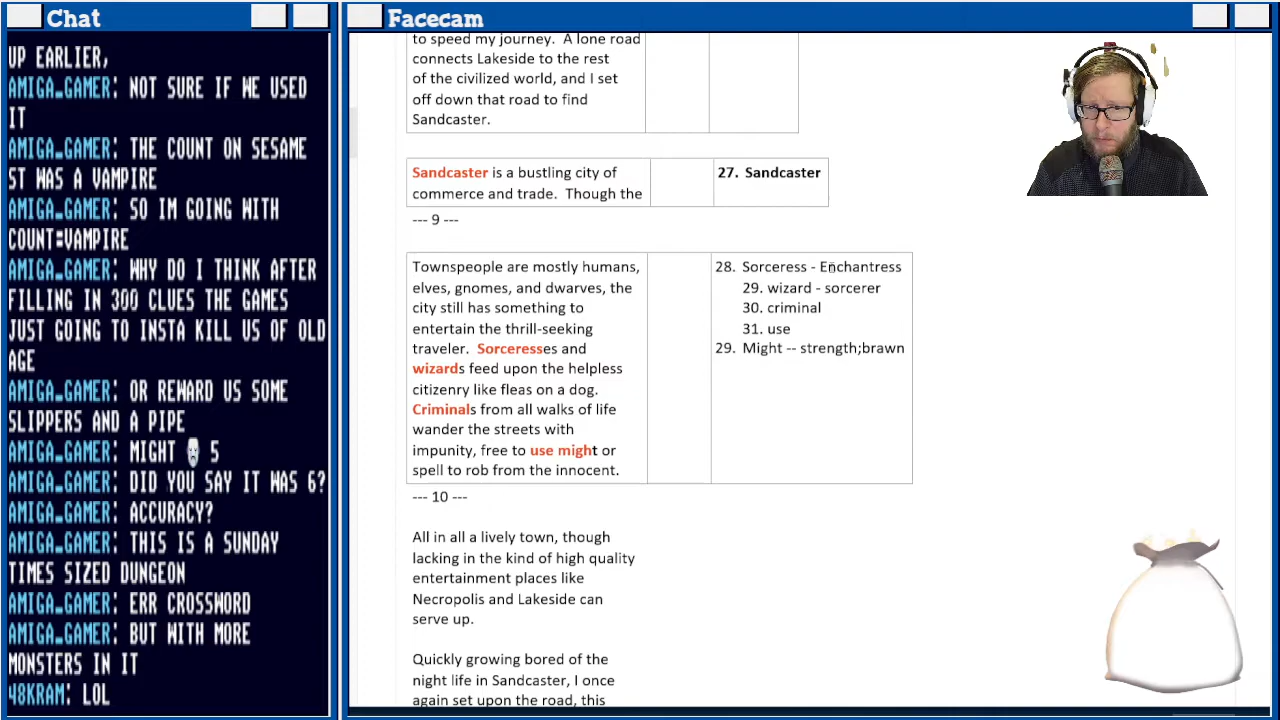 Chat
UP EARLIER,
AMIGA_GAMER: NOT SURE IF WE USED
IT
AMIGA_GAMER: THE COUNT ON SESAME
ST WAS A VAMPIRE
AMIGA_GAMER: SO IM GOING WITH
COUNT=VAMPIRE
AMIGA_GAMER: WHY DO I THINK AFTER
FILLING IN 300 CLUES THE GAMES
JUST GOING TO INSTA KILL US OF OLD
AGE
AMIGA_GAMER: OR REWARD US SOME
SLIPPERS AND A PIPE
AMIGA_GAMER: MIGHT 5
AMIGA_GAMER: DID YOU SAY IT WAS 6?
AMIGA_GAMER: ACCURACY?
AMIGA_GAMER: THIS IS A SUNDAY
TIMES SIZED DUNGEON
AMIGA_GAMER: ERR CROSSWORD
AMIGA_GAMER: BUT WITH MORE
MONSTERS IN IT
48KRAM: LOL
Facecam
to speed my journey. A lone road
connects Lakeside to the rest
of the civilized world, and I set
off down that road to find
Sandcaster.
Sandcaster is a bustling city of
commerce and trade. Though the
27. Sandcaster
--- 9 ---
Townspeople are mostly humans,
elves, gnomes, and dwarves, the
city still has something to
entertain the thrill-seeking
traveler. Sorceresses and
wizards feed upon the helpless
citizenry like fleas on a dog.
Criminals from all walks of life
wander the streets with
impunity, free to use might or
spell to rob from the innocent.
28. Sorceress - Enchantress
29. wizard - sorcerer
30. criminal
31. use
29. Might -- strength;brawn
--- 10 ---
All in all a lively town, though
lacking in the kind of high quality
entertainment places like
Necropolis and Lakeside can
serve up.
Quickly growing bored of the
night life in Sandcaster, I once
again set upon the road, this